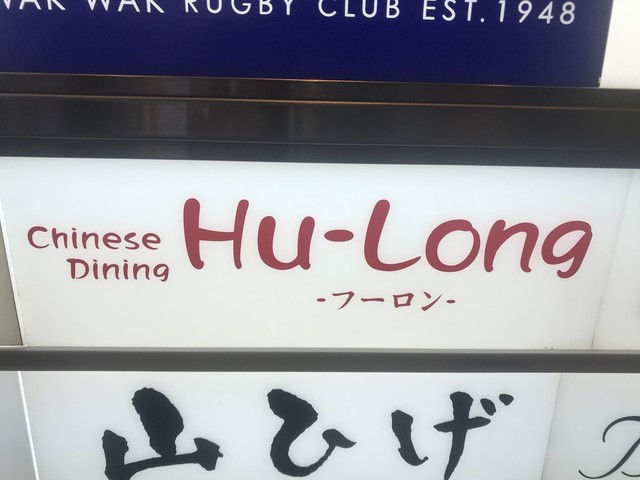 WAK WAK RUGBY CLUB EST.1948
Chinese Dining
Hu-Long
-フーロン-
山ひげ